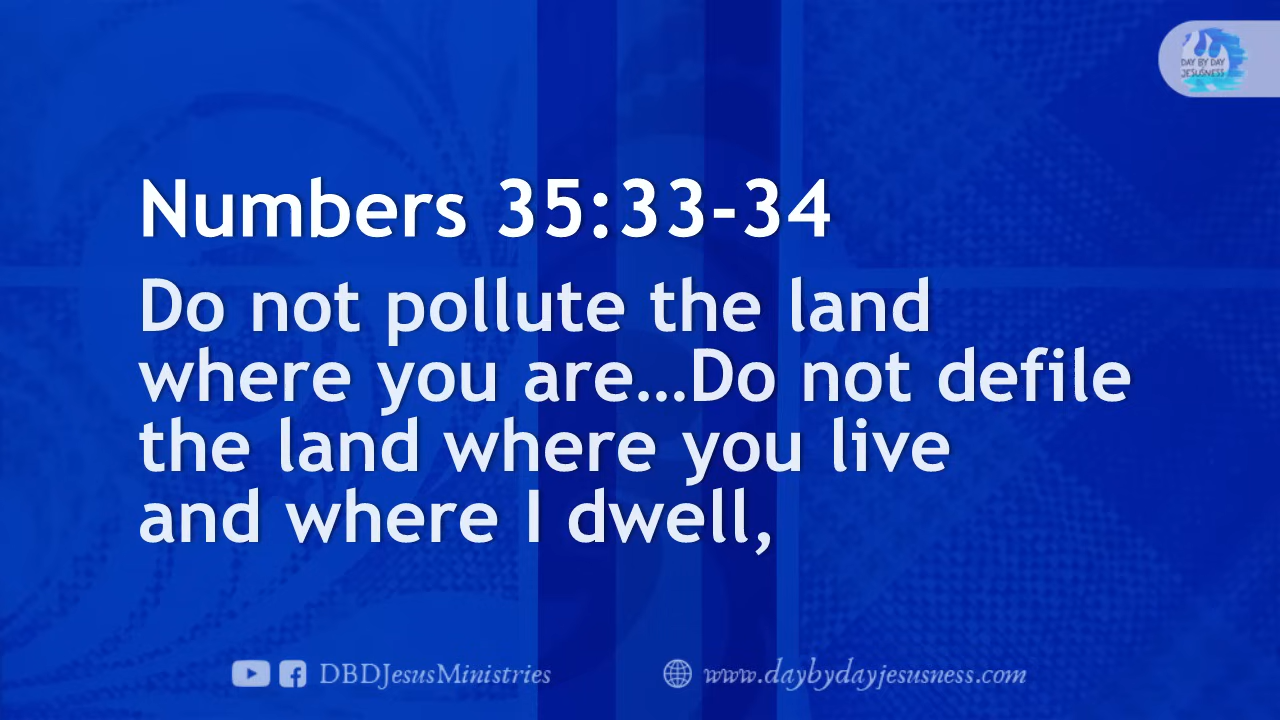 DAY BY DAY
JESUSNESS
Numbers 35:33-34
Do not pollute the land
where you are…Do not defile
the land where you live
and where I dwell,
DBDJesusMinistries
www.daybydayjesusness.com